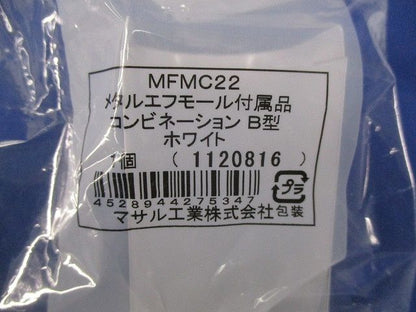 MFMC22
メタルエフモール付属品
コンビネーション B型
ホワイト
1個 （ 1120816 ）
4528944275347
プラ
マサル工業株式会社 包装